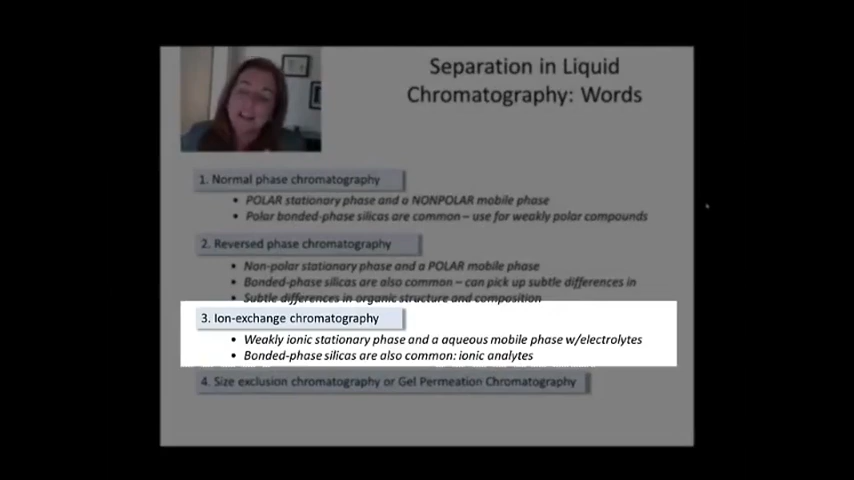 Separation in Liquid
Chromatography: Words
1. Normal phase chromatography
• POLAR stationary phase and a NONPOLAR mobile phase
• Polar bonded-phase silicas are common – use for weakly polar compounds
2. Reversed phase chromatography
• Non-polar stationary phase and a POLAR mobile phase
• Bonded-phase silicas are also common – can pick up subtle differences in
• Subtle differences in organic structure and composition
3. Ion-exchange chromatography
• Weakly ionic stationary phase and a aqueous mobile phase w/electrolytes
• Bonded-phase silicas are also common: ionic analytes
4. Size exclusion chromatography or Gel Permeation Chromatography